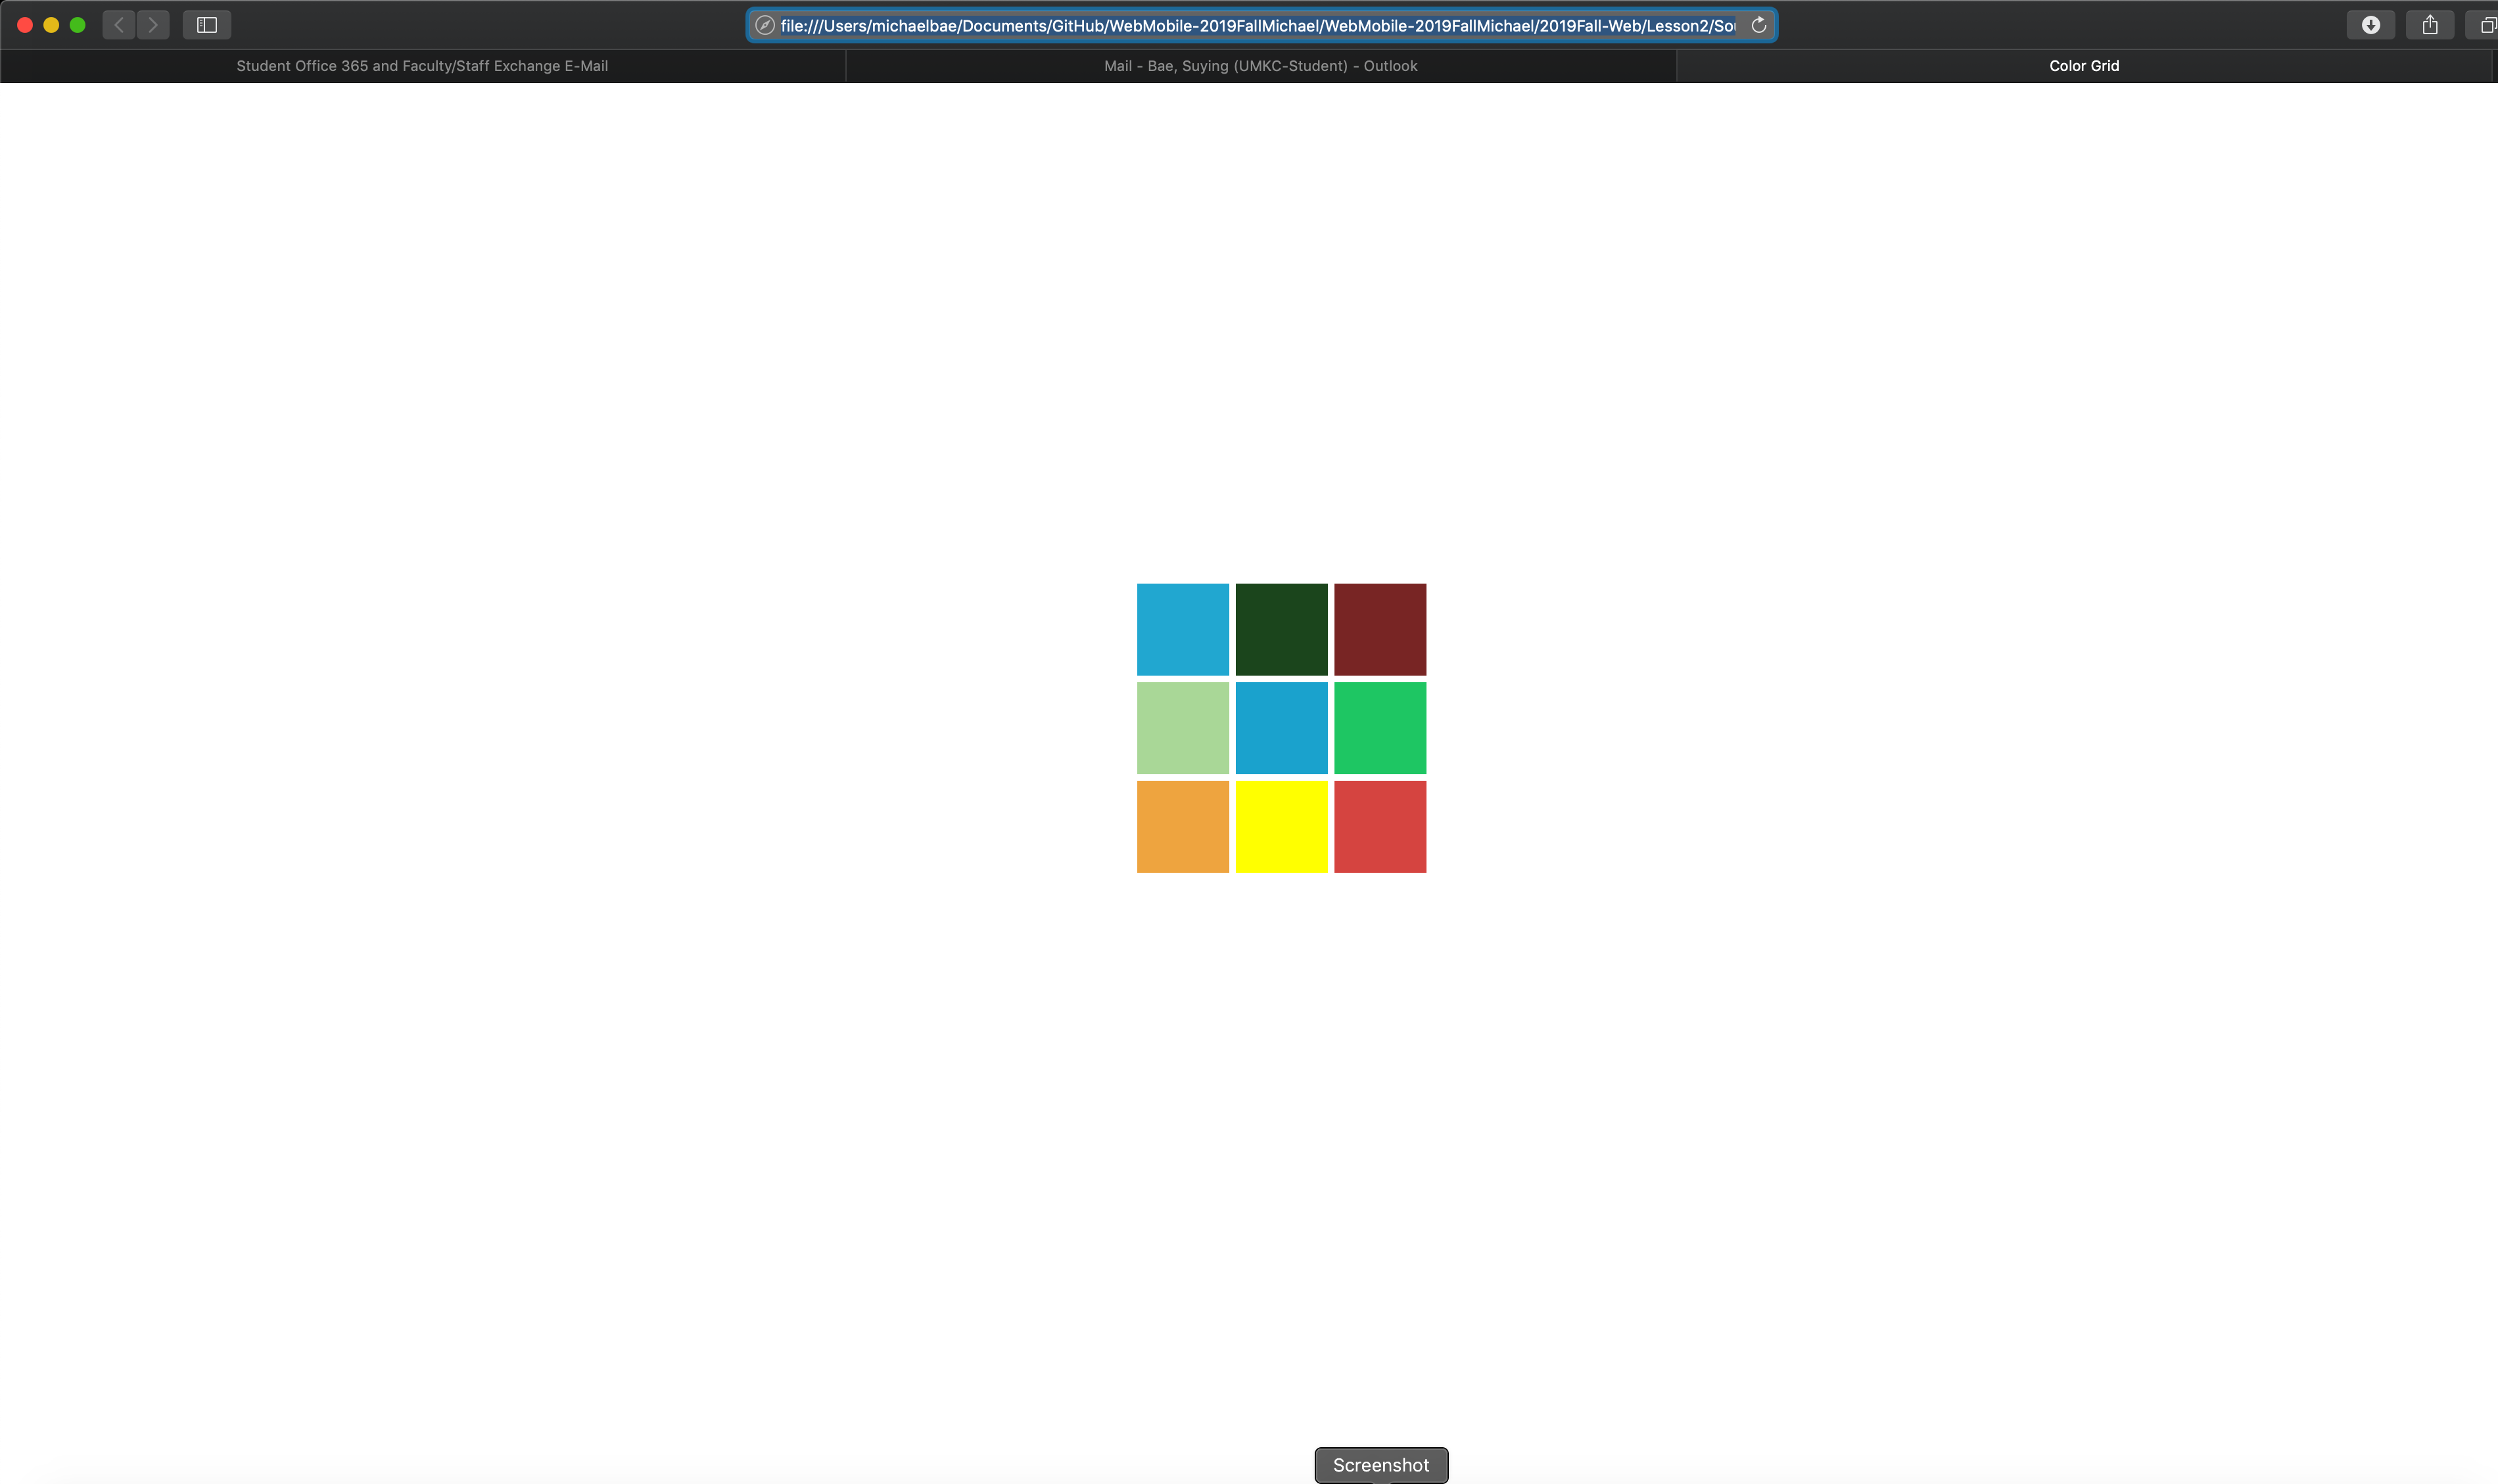 file:///Users/michaelbae/Documents/GitHub/WebMobile-2019FallMichael/WebMobile-2019FallMichael/2019Fall-Web/Lesson2/So
Student Office 365 and Faculty/Staff Exchange E-Mail
Mail - Bae, Suying (UMKC-Student) - Outlook
Color Grid
Screenshot